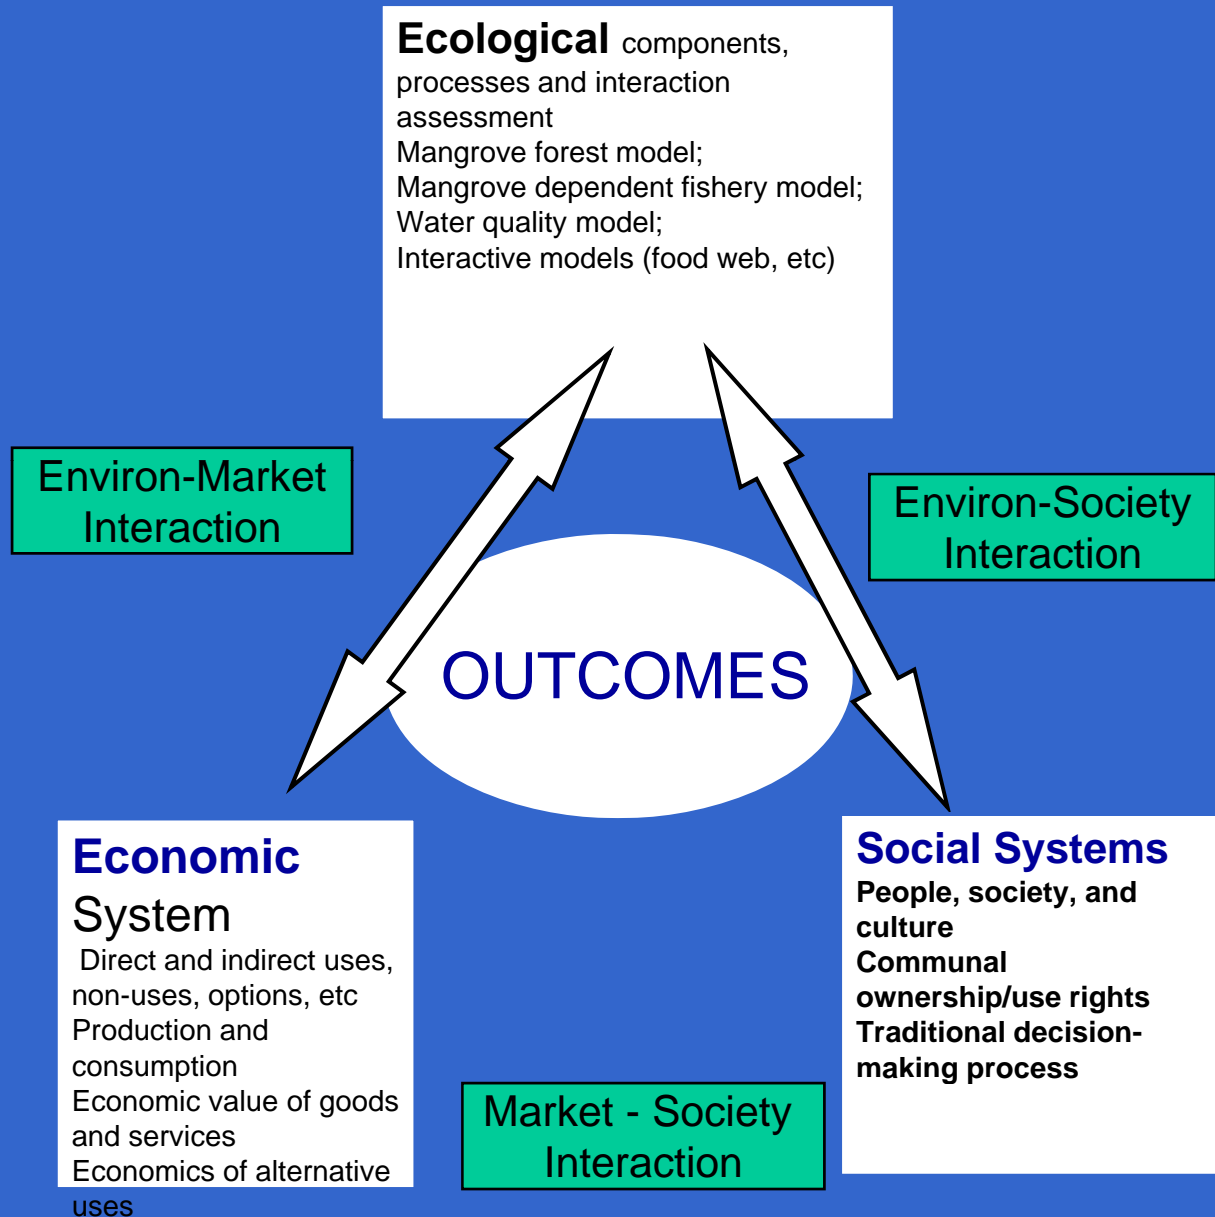 Ecological components,
processes and interaction
assessment
Mangrove forest model;
Mangrove dependent fishery model;
Water quality model;
Interactive models (food web, etc)
Environ-Market
Interaction
Environ-Society
Interaction
OUTCOMES
Economic
System
Direct and indirect uses,
non-uses, options, etc
Production and
consumption
Economic value of goods
and services
Economics of alternative
uses
Social Systems
People, society, and
culture
Communal
ownership/use rights
Traditional decision-
making process
Market - Society
Interaction